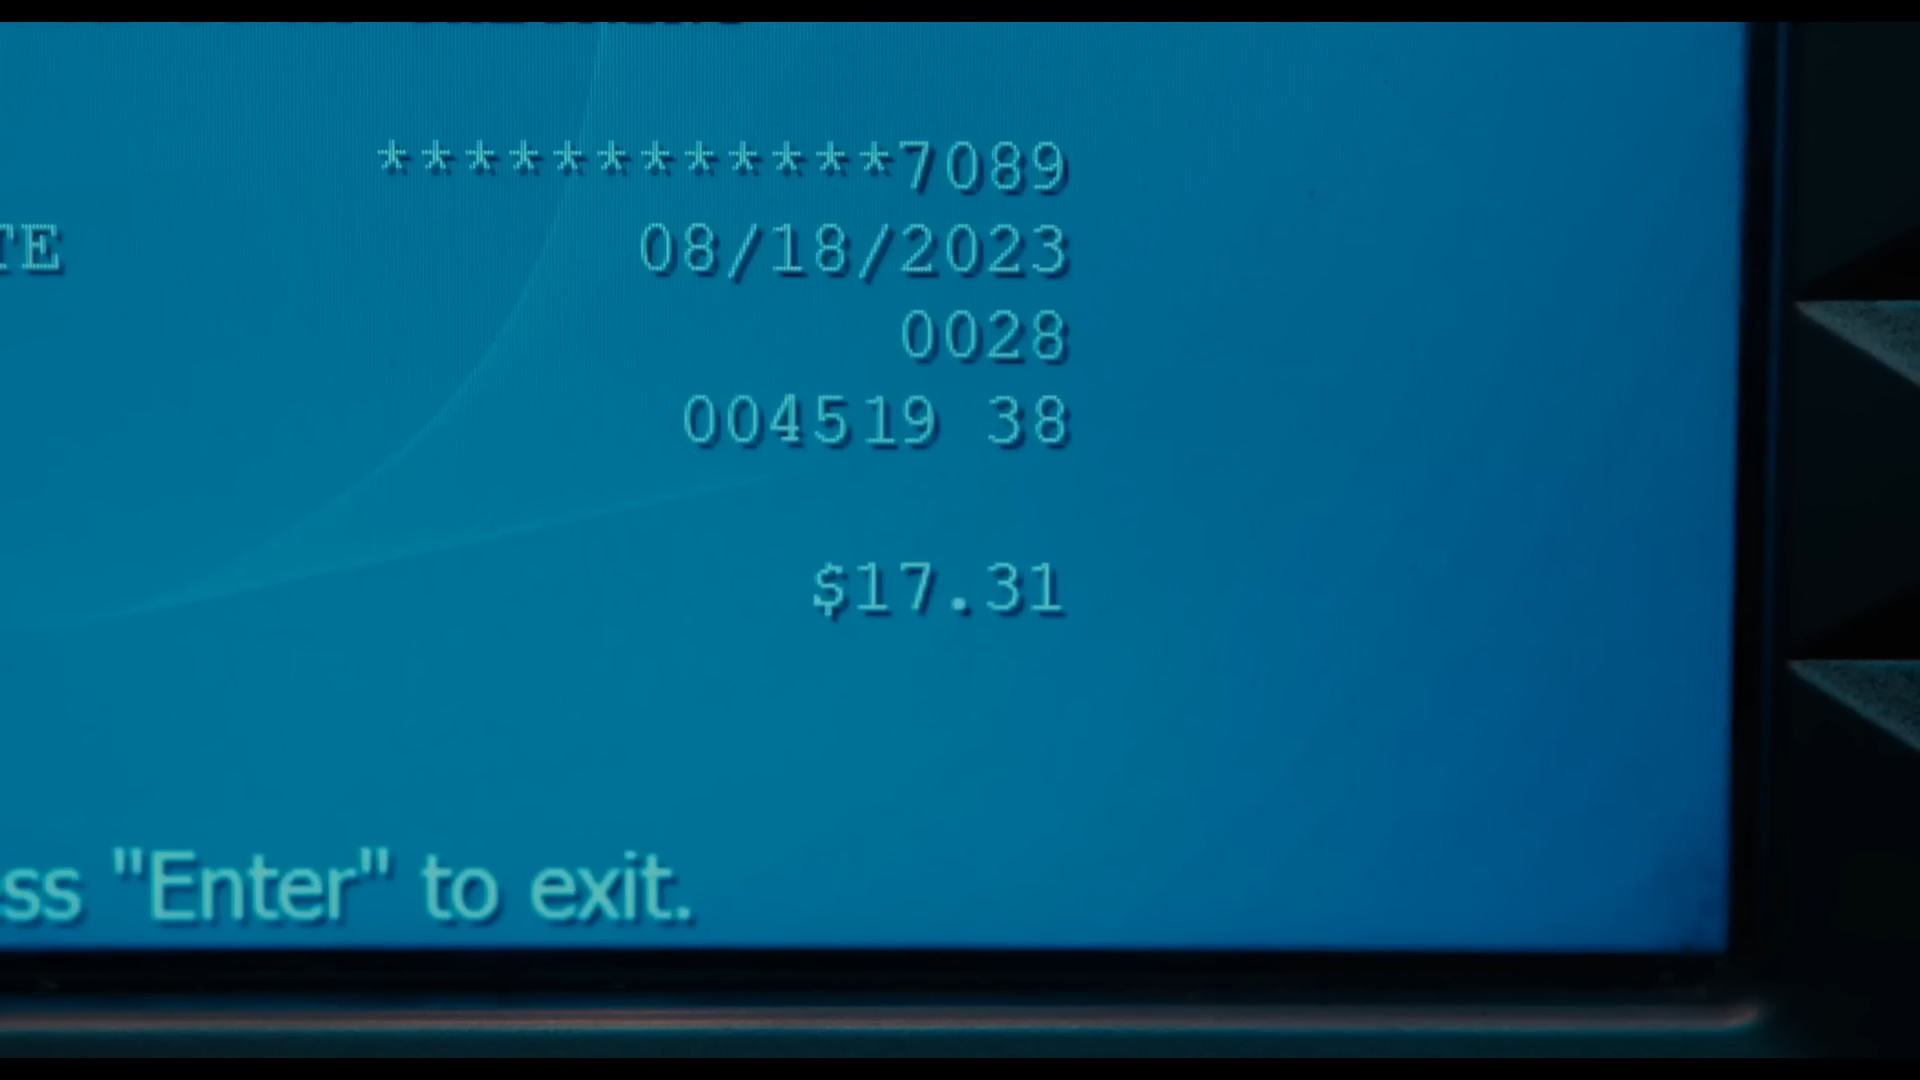 ************7089
TE 08/18/2023
0028
004519 38
$17.31
ss "Enter" to exit.